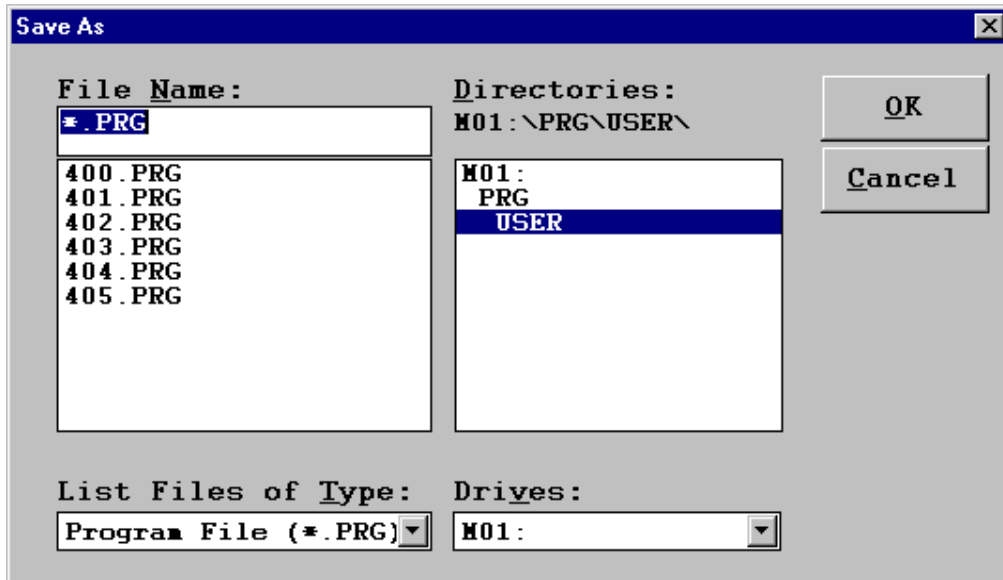 Save As
File Name:
*.PRG
400.PRG
401.PRG
402.PRG
403.PRG
404.PRG
405.PRG
Directories:
M01:\PRG\USER\
M01:
PRG
USER
OK
Cancel
List Files of Type:
Program File (*.PRG)
Drives:
M01: